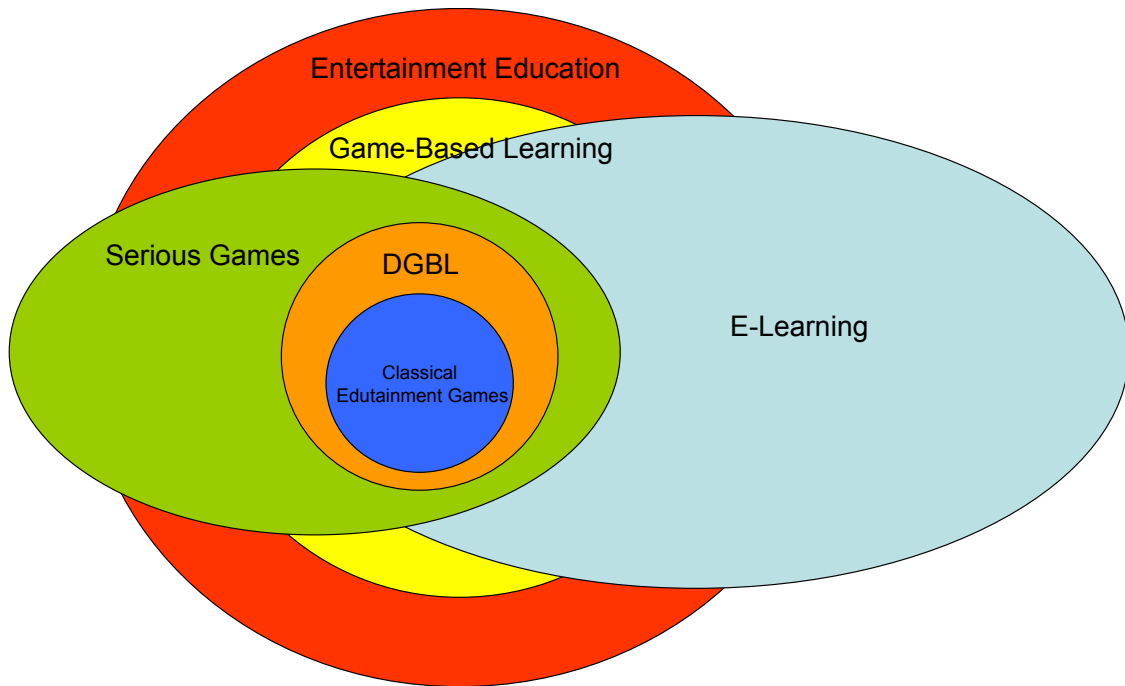 Entertainment Education
Game-Based Learning
Serious Games
DGBL
E-Learning
Classical
Edutainment Games